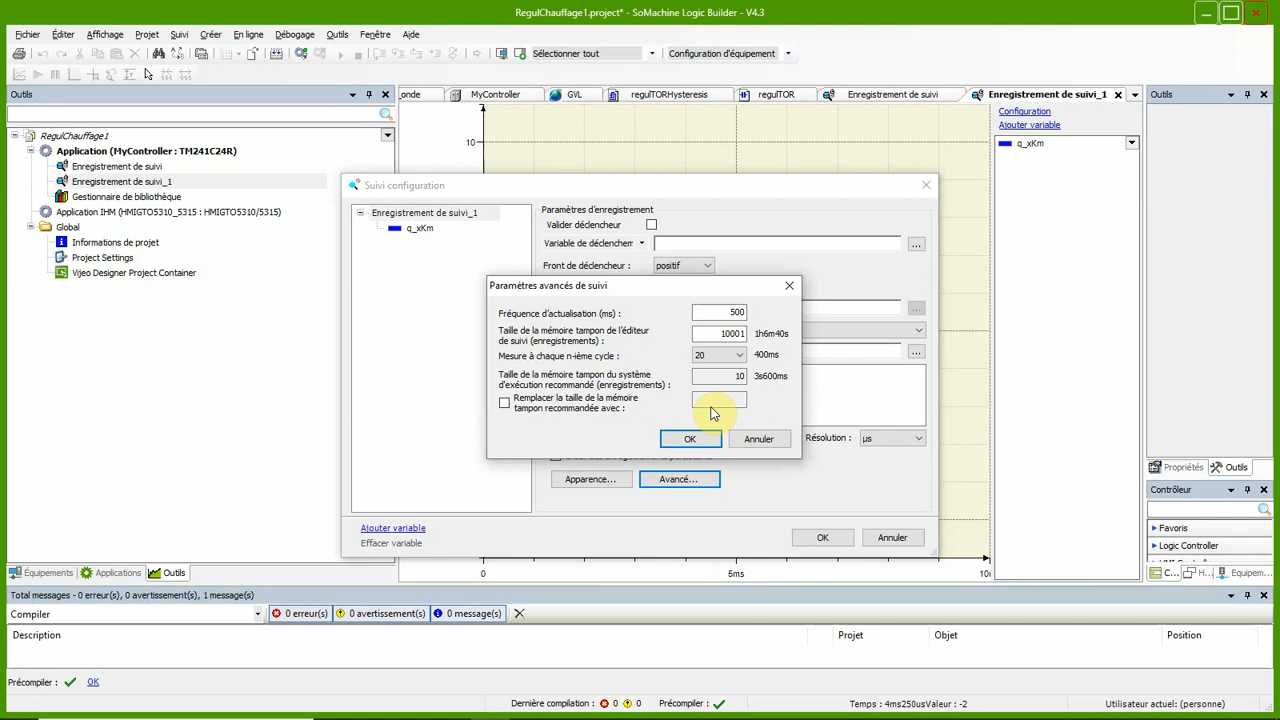 RegulChauffage1.project* - SoMachine Logic Builder - V4.3
Fichier Éditer Affichage Projet Suivi Créer En ligne Débogage Outils Fenêtre Aide
Sélectionner tout Configuration d'équipement
Outils
onde MyController GVL regulTORHysteresis regulTOR Enregistrement de suivi Enregistrement de suivi_1
Outils
RegulChauffage1
Application (MyController : TM241C24R)
Enregistrement de suivi
Enregistrement de suivi_1
Gestionnaire de bibliothèque
Application IHM (HMIGTO5310_5315 : HMIGTO5310/5315)
Global
Informations de projet
Project Settings
Vijeo Designer Project Container
10
Configuration
Ajouter variable
q_xKm
Suivi configuration
Enregistrement de suivi_1
q_xKm
Paramètres d'enregistrement
Valider déclencheur
Variable de déclenchem
...
Front de déclencheur :
positif
Paramètres avancés de suivi
Fréquence d'actualisation (ms) :
500
Taille de la mémoire tampon de l'éditeur
de suivi (enregistrements) :
10001
1h6m40s
Mesure à chaque n-ième cycle :
20
400ms
Taille de la mémoire tampon du système
d'exécution recommandé (enregistrements) :
10
3s600ms
Remplacer la taille de la mémoire
tampon recommandée avec :
OK
Annuler
...
...
Résolution :
µs
Apparence...
Avancé...
Ajouter variable
Effacer variable
OK
Annuler
0
5ms
Équipements Applications Outils
Propriétés Outils
Contrôleur
Favoris
Logic Controller
C... H... Equipem...
Total messages - 0 erreur(s), 0 avertissement(s), 1 message(s)
Compiler 0 erreur(s) 0 avertissement(s) 0 message(s)
Description Projet Objet Position
Précompiler : OK
Dernière compilation : 0 0 Précompiler : Temps : 4ms250usValeur : -2 Utilisateur actuel: (personne)